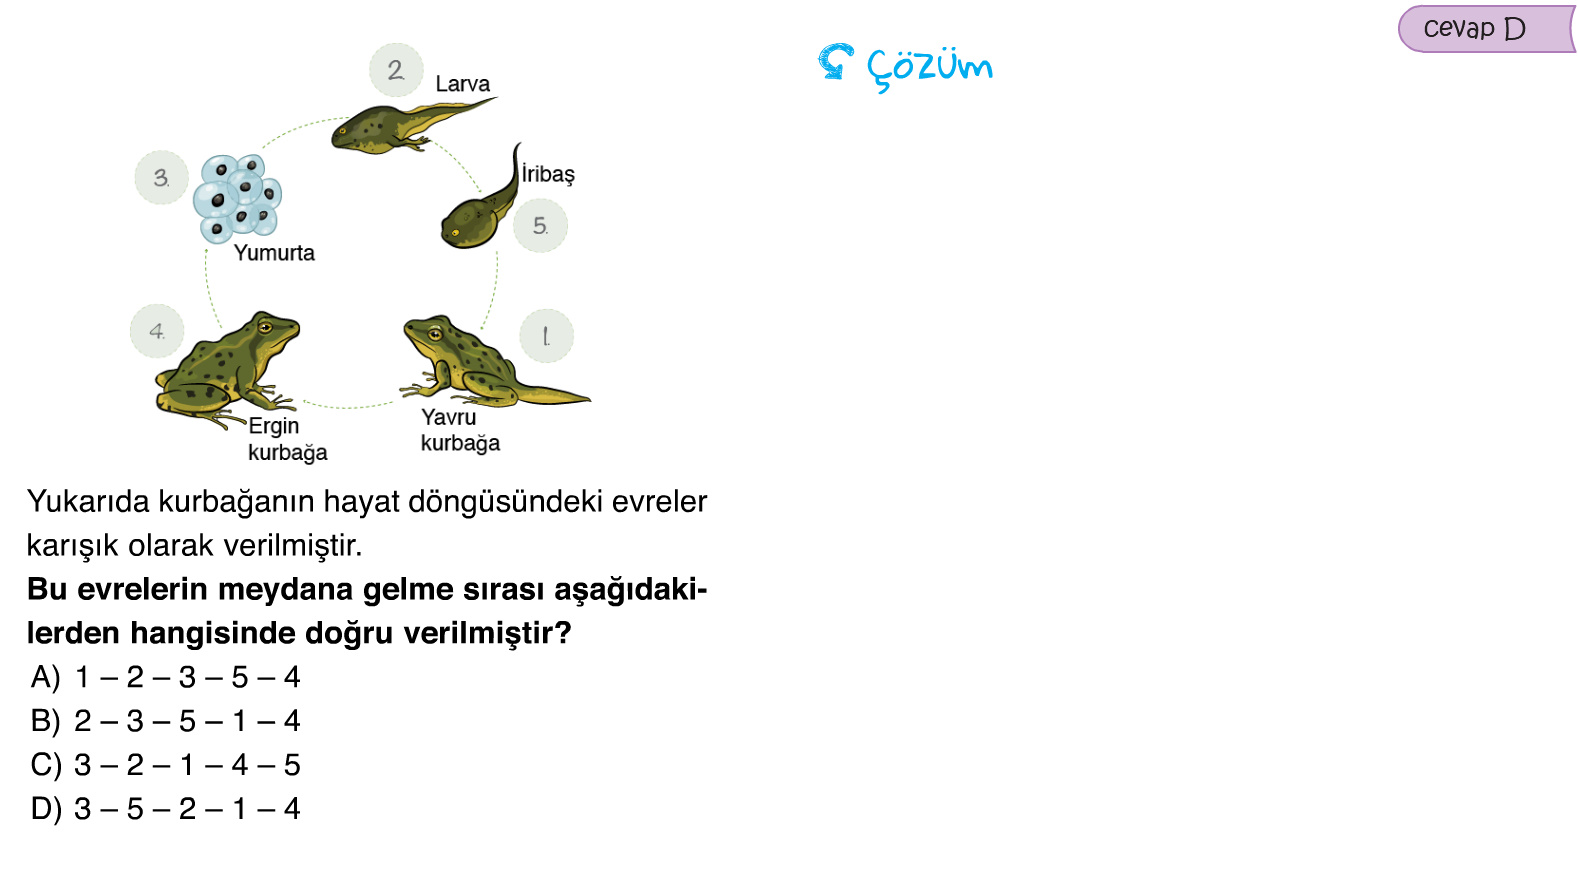 2.
Larva
3.
İribaş
5.
Yumurta
4.
1.
Ergin
kurbağa
Yavru
kurbağa
Yukarıda kurbağanın hayat döngüsündeki evreler
karışık olarak verilmiştir.
Bu evrelerin meydana gelme sırası aşağıdaki-
lerden hangisinde doğru verilmiştir?
A) 1 – 2 – 3 – 5 – 4
B) 2 – 3 – 5 – 1 – 4
C) 3 – 2 – 1 – 4 – 5
D) 3 – 5 – 2 – 1 – 4
Çözüm
cevap D